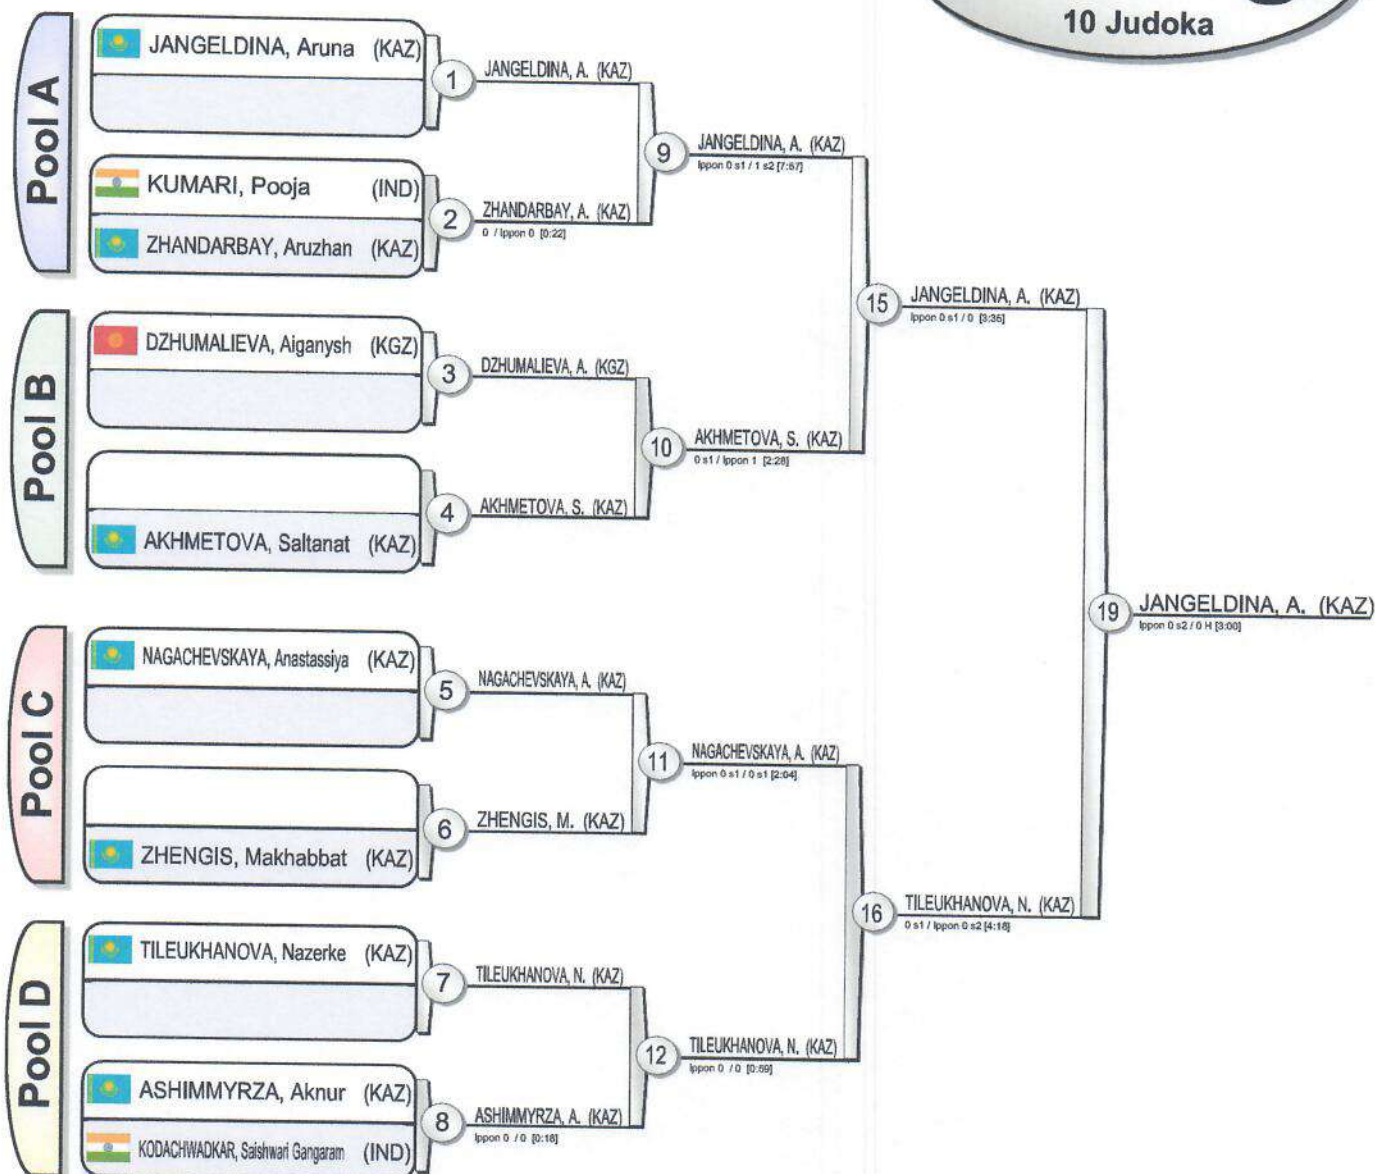 10 Judoka
Pool A
JANGELDINA, Aruna (KAZ)
1
JANGELDINA, A. (KAZ)
KUMARI, Pooja (IND)
ZHANDARBAY, Aruzhan (KAZ)
2
ZHANDARBAY, A. (KAZ)
0 / Ippon 0 [0:22]
9
JANGELDINA, A. (KAZ)
Ippon 0 s1 / 1 s2 [7:57]
Pool B
DZHUMALIEVA, Aiganysh (KGZ)
3
DZHUMALIEVA, A. (KGZ)
AKHMETOVA, Saltanat (KAZ)
4
AKHMETOVA, S. (KAZ)
10
AKHMETOVA, S. (KAZ)
0 s1 / Ippon 1 [2:28]
15
JANGELDINA, A. (KAZ)
Ippon 0 s1 / 0 [3:35]
Pool C
NAGACHEVSKAYA, Anastassiya (KAZ)
5
NAGACHEVSKAYA, A. (KAZ)
ZHENGIS, Makhabbat (KAZ)
6
ZHENGIS, M. (KAZ)
11
NAGACHEVSKAYA, A. (KAZ)
Ippon 0 s1 / 0 s1 [2:04]
Pool D
TILEUKHANOVA, Nazerke (KAZ)
7
TILEUKHANOVA, N. (KAZ)
ASHIMMYRZA, Aknur (KAZ)
KODACHWADKAR, Saishwari Gangaram (IND)
8
ASHIMMYRZA, A. (KAZ)
Ippon 0 / 0 [0:18]
12
TILEUKHANOVA, N. (KAZ)
Ippon 0 / 0 [0:59]
16
TILEUKHANOVA, N. (KAZ)
0 s1 / Ippon 0 s2 [4:18]
19
JANGELDINA, A. (KAZ)
Ippon 0 s2 / 0 H [3:00]